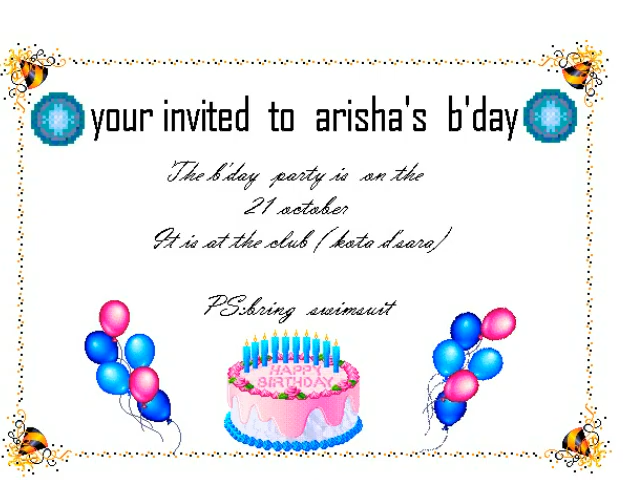 your invited to arisha's b'day
The b'day party is on the
21 october
It is at the club (kota d'sara)
PS:bring swimsuit
HAPPY
BIRTHDAY